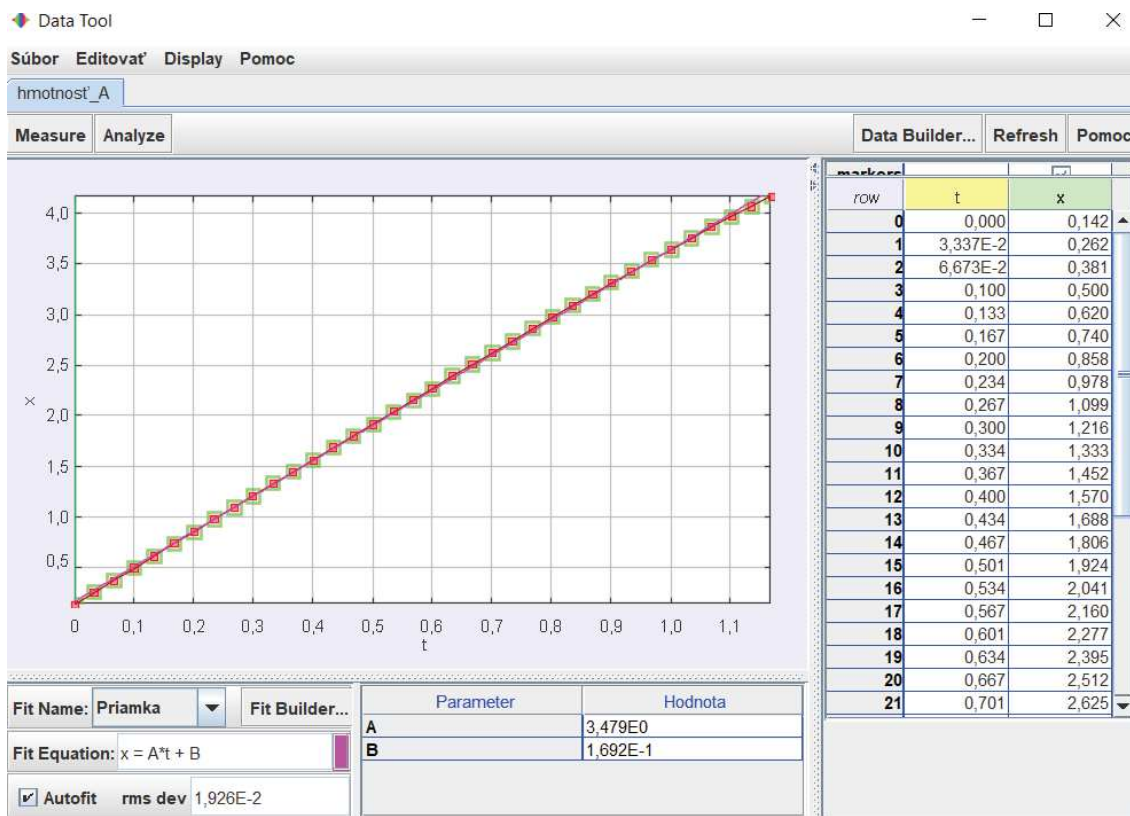 Data Tool
Súbor Editovať Display Pomoc
hmotnosť_A
Measure Analyze Data Builder... Refresh Pomoc
markers
row t x
0 0,000 0,142
1 3,337E-2 0,262
2 6,673E-2 0,381
3 0,100 0,500
4 0,133 0,620
5 0,167 0,740
6 0,200 0,858
7 0,234 0,978
8 0,267 1,099
9 0,300 1,216
10 0,334 1,333
11 0,367 1,452
12 0,400 1,570
13 0,434 1,688
14 0,467 1,806
15 0,501 1,924
16 0,534 2,041
17 0,567 2,160
18 0,601 2,277
19 0,634 2,395
20 0,667 2,512
21 0,701 2,625
4,0
3,5
3,0
2,5
2,0
1,5
1,0
0,5
x
0 0,1 0,2 0,3 0,4 0,5 0,6 0,7 0,8 0,9 1,0 1,1
t
Fit Name: Priamka Fit Builder...
Fit Equation: x = A*t + B
Autofit rms dev 1,926E-2
Parameter Hodnota
A 3,479E0
B 1,692E-1